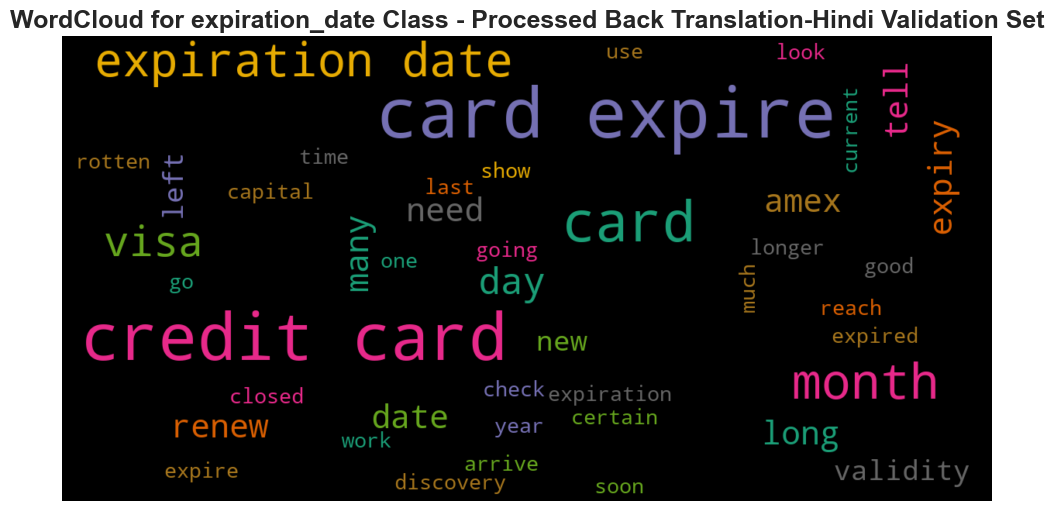 WordCloud for expiration_date Class - Processed Back Translation-Hindi Validation Set
expiration date
use
look
tell
card expire
current
expiry
rotten
time
left
capital
show
last
need
many
amex
card
visa
one
going
longer
day
go
good
much
reach
credit card
new
expired
month
closed
check
expiration
renew
date
year
certain
work
long
expire
arrive
discovery
soon
validity